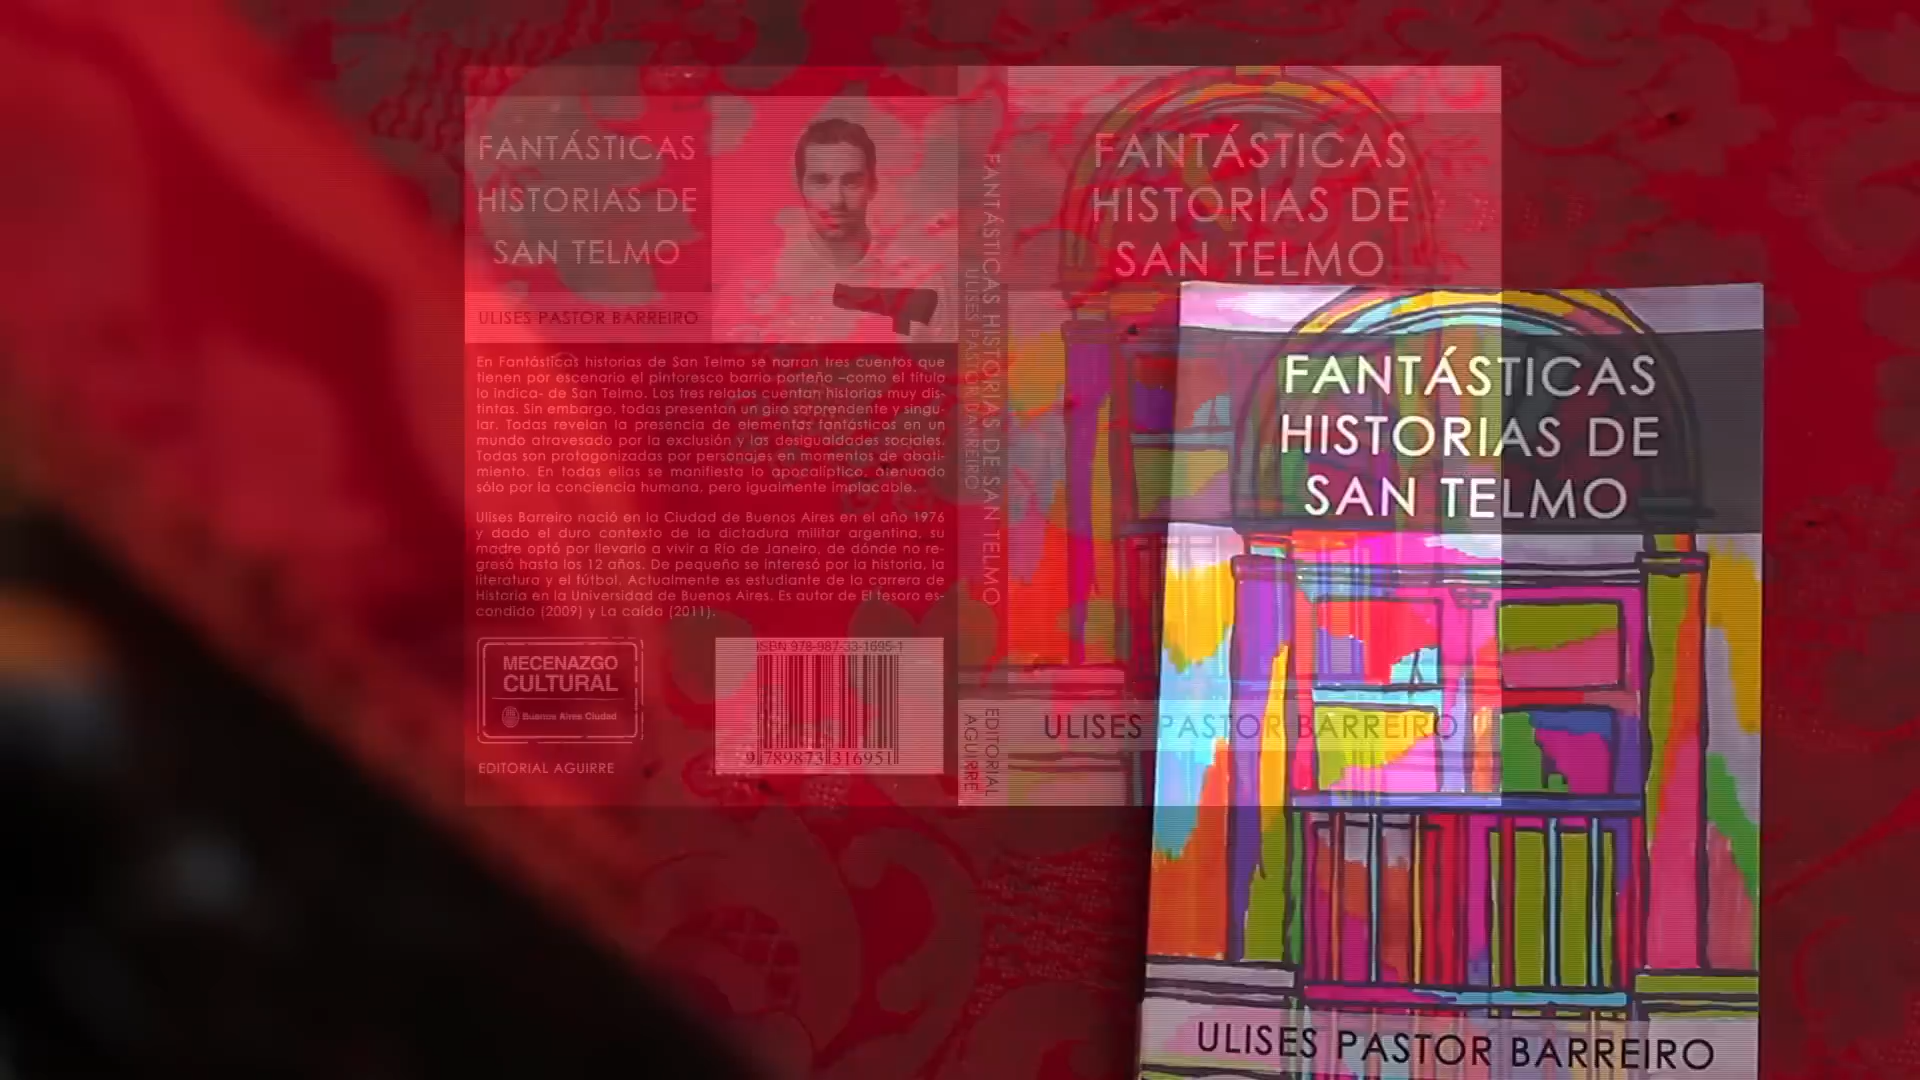 FANTÁSTICAS
HISTORIAS DE
SAN TELMO
ULISES PASTOR BARREIRO
En Fantásticas historias de San Telmo se narran tres cuentos que
tienen por escenario el pintoresco barrio porteño –como el título
lo indica- de San Telmo. Los tres relatos cuentan historias muy dis-
tintas. Sin embargo, todas presentan un giro sorprendente y singu-
lar. Todas revelan la presencia de elementos fantásticos en un
mundo atravesado por la exclusión y las desigualdades sociales.
Todas son protagonizadas por personajes en momentos de abati-
miento. En todas ellas se manifiesta lo apocalíptico, atenuado
sólo por la conciencia humana, pero igualmente implacable.
Ulises Barreiro nació en la Ciudad de Buenos Aires en el año 1976
y dado el duro contexto de la dictadura militar argentina, su
madre optó por llevarlo a vivir a Río de Janeiro, de dónde no re-
gresó hasta los 12 años. De pequeño se interesó por la historia, la
literatura y el fútbol. Actualmente es estudiante de la carrera de
Historia en la Universidad de Buenos Aires. Es autor de El tesoro es-
condido (2009) y La caída (2011).
MECENAZGO
CULTURAL
Buenos Aires Ciudad
EDITORIAL AGUIRRE
ISBN 978-987-33-1695-1
9 789873 316951
FANTÁSTICAS HISTORIAS DE SAN TELMO
ULISES PASTOR BARREIRO
EDITORIAL
AGUIRRE
FANTÁSTICAS
HISTORIAS DE
SAN TELMO
ULISES PASTOR BARREIRO
FANTÁSTICAS
HISTORIAS DE
SAN TELMO
ULISES PASTOR BARREIRO